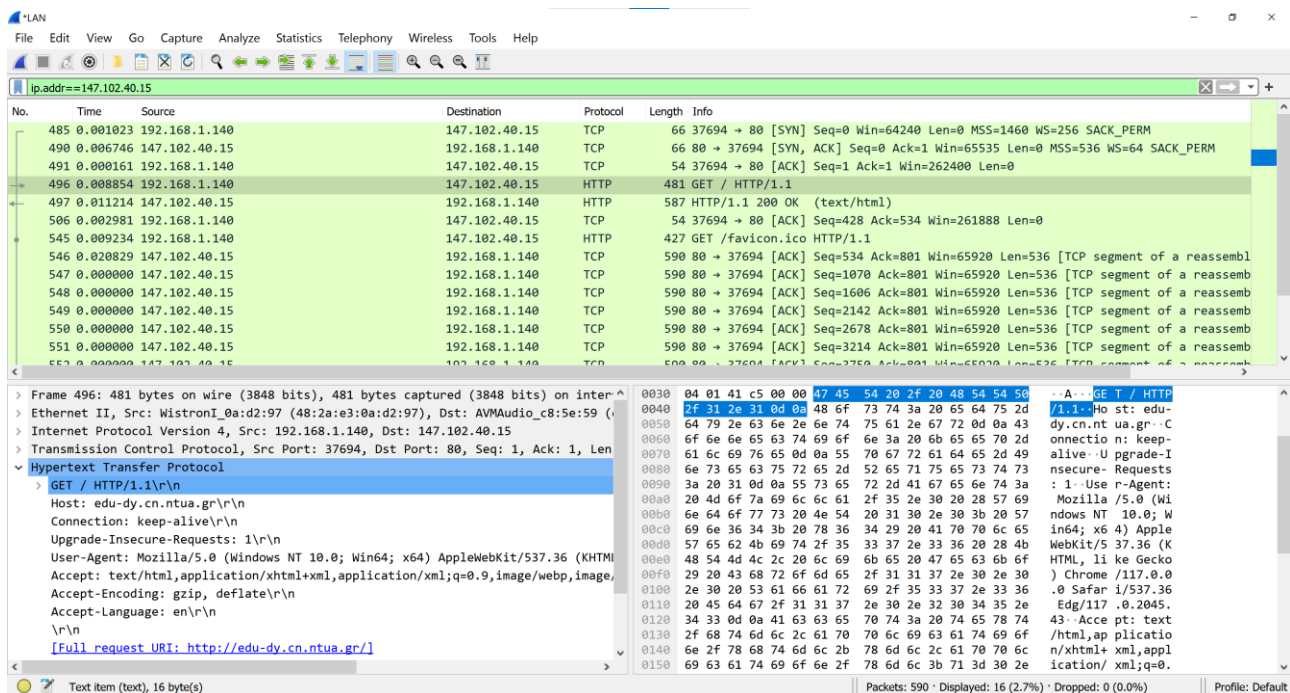 *LAN
File Edit View Go Capture Analyze Statistics Telephony Wireless Tools Help
ip.addr==147.102.40.15
No. Time Source Destination Protocol Length Info
485 0.001023 192.168.1.140 147.102.40.15 TCP 66 37694 → 80 [SYN] Seq=0 Win=64240 Len=0 MSS=1460 WS=256 SACK_PERM
490 0.006746 147.102.40.15 192.168.1.140 TCP 66 80 → 37694 [SYN, ACK] Seq=0 Ack=1 Win=65535 Len=0 MSS=536 WS=64 SACK_PERM
491 0.000161 192.168.1.140 147.102.40.15 TCP 54 37694 → 80 [ACK] Seq=1 Ack=1 Win=262400 Len=0
496 0.008854 192.168.1.140 147.102.40.15 HTTP 481 GET / HTTP/1.1
497 0.011214 147.102.40.15 192.168.1.140 HTTP 587 HTTP/1.1 200 OK (text/html)
506 0.002981 192.168.1.140 147.102.40.15 TCP 54 37694 → 80 [ACK] Seq=428 Ack=534 Win=261888 Len=0
545 0.009234 192.168.1.140 147.102.40.15 HTTP 427 GET /favicon.ico HTTP/1.1
546 0.020829 147.102.40.15 192.168.1.140 TCP 590 80 → 37694 [ACK] Seq=534 Ack=801 Win=65920 Len=536 [TCP segment of a reassembl
547 0.000000 147.102.40.15 192.168.1.140 TCP 590 80 → 37694 [ACK] Seq=1070 Ack=801 Win=65920 Len=536 [TCP segment of a reassemb
548 0.000000 147.102.40.15 192.168.1.140 TCP 590 80 → 37694 [ACK] Seq=1606 Ack=801 Win=65920 Len=536 [TCP segment of a reassemb
549 0.000000 147.102.40.15 192.168.1.140 TCP 590 80 → 37694 [ACK] Seq=2142 Ack=801 Win=65920 Len=536 [TCP segment of a reassemb
550 0.000000 147.102.40.15 192.168.1.140 TCP 590 80 → 37694 [ACK] Seq=2678 Ack=801 Win=65920 Len=536 [TCP segment of a reassemb
551 0.000000 147.102.40.15 192.168.1.140 TCP 590 80 → 37694 [ACK] Seq=3214 Ack=801 Win=65920 Len=536 [TCP segment of a reassemb
552 0.000000 147.102.40.15 192.168.1.140 TCP 590 80 → 37694 [ACK] Seq=3750 Ack=801 Win=65920 Len=536 [TCP segment of a reassemb
Frame 496: 481 bytes on wire (3848 bits), 481 bytes captured (3848 bits) on inter
Ethernet II, Src: WistronI_0a:d2:97 (48:2a:e3:0a:d2:97), Dst: AVMAudio_c8:5e:59 (
Internet Protocol Version 4, Src: 192.168.1.140, Dst: 147.102.40.15
Transmission Control Protocol, Src Port: 37694, Dst Port: 80, Seq: 1, Ack: 1, Len
Hypertext Transfer Protocol
GET / HTTP/1.1\r\n
Host: edu-dy.cn.ntua.gr\r\n
Connection: keep-alive\r\n
Upgrade-Insecure-Requests: 1\r\n
User-Agent: Mozilla/5.0 (Windows NT 10.0; Win64; x64) AppleWebKit/537.36 (KHTML
Accept: text/html,application/xhtml+xml,application/xml;q=0.9,image/webp,image/
Accept-Encoding: gzip, deflate\r\n
Accept-Language: en\r\n
\r\n
[Full request URI: http://edu-dy.cn.ntua.gr/]
0030 04 01 41 c5 00 00 47 45 54 20 2f 20 48 54 54 50 ··A···GE T / HTTP
0040 2f 31 2e 31 0d 0a 48 6f 73 74 3a 20 65 64 75 2d /1.1··Ho st: edu-
0050 64 79 2e 63 6e 2e 6e 74 75 61 2e 67 72 0d 0a 43 dy.cn.nt ua.gr··C
0060 6f 6e 6e 65 63 74 69 6f 6e 3a 20 6b 65 65 70 2d onnectio n: keep-
0070 61 6c 69 76 65 0d 0a 55 70 67 72 61 64 65 2d 49 alive··U pgrade-I
0080 6e 73 65 63 75 72 65 2d 52 65 71 75 65 73 74 73 nsecure- Requests
0090 3a 20 31 0d 0a 55 73 65 72 2d 41 67 65 6e 74 3a : 1··Use r-Agent:
00a0 20 4d 6f 7a 69 6c 6c 61 2f 35 2e 30 20 28 57 69 Mozilla /5.0 (Wi
00b0 6e 64 6f 77 73 20 4e 54 20 31 30 2e 30 3b 20 57 ndows NT 10.0; W
00c0 69 6e 36 34 3b 20 78 36 34 29 20 41 70 70 6c 65 in64; x6 4) Apple
00d0 57 65 62 4b 69 74 2f 35 33 37 2e 33 36 20 28 4b WebKit/5 37.36 (K
00e0 48 54 4d 4c 2c 20 6c 69 6b 65 20 47 65 63 6b 6f HTML, li ke Gecko
00f0 29 20 43 68 72 6f 6d 65 2f 31 31 37 2e 30 2e 30 ) Chrome /117.0.0
0100 2e 30 20 53 61 66 61 72 69 2f 35 33 37 2e 33 36 .0 Safar i/537.36
0110 20 45 64 67 2f 31 31 37 2e 30 2e 32 30 34 35 2e Edg/117 .0.2045.
0120 34 33 0d 0a 41 63 63 65 70 74 3a 20 74 65 78 74 43··Acce pt: text
0130 2f 68 74 6d 6c 2c 61 70 70 6c 69 63 61 74 69 6f /html,ap plicatio
0140 6e 2f 78 68 74 6d 6c 2b 78 6d 6c 2c 61 70 70 6c n/xhtml+ xml,appl
0150 69 63 61 74 69 6f 6e 2f 78 6d 6c 3b 71 3d 30 2e ication/ xml;q=0.
Text item (text), 16 byte(s) Packets: 590 · Displayed: 16 (2.7%) · Dropped: 0 (0.0%) Profile: Default